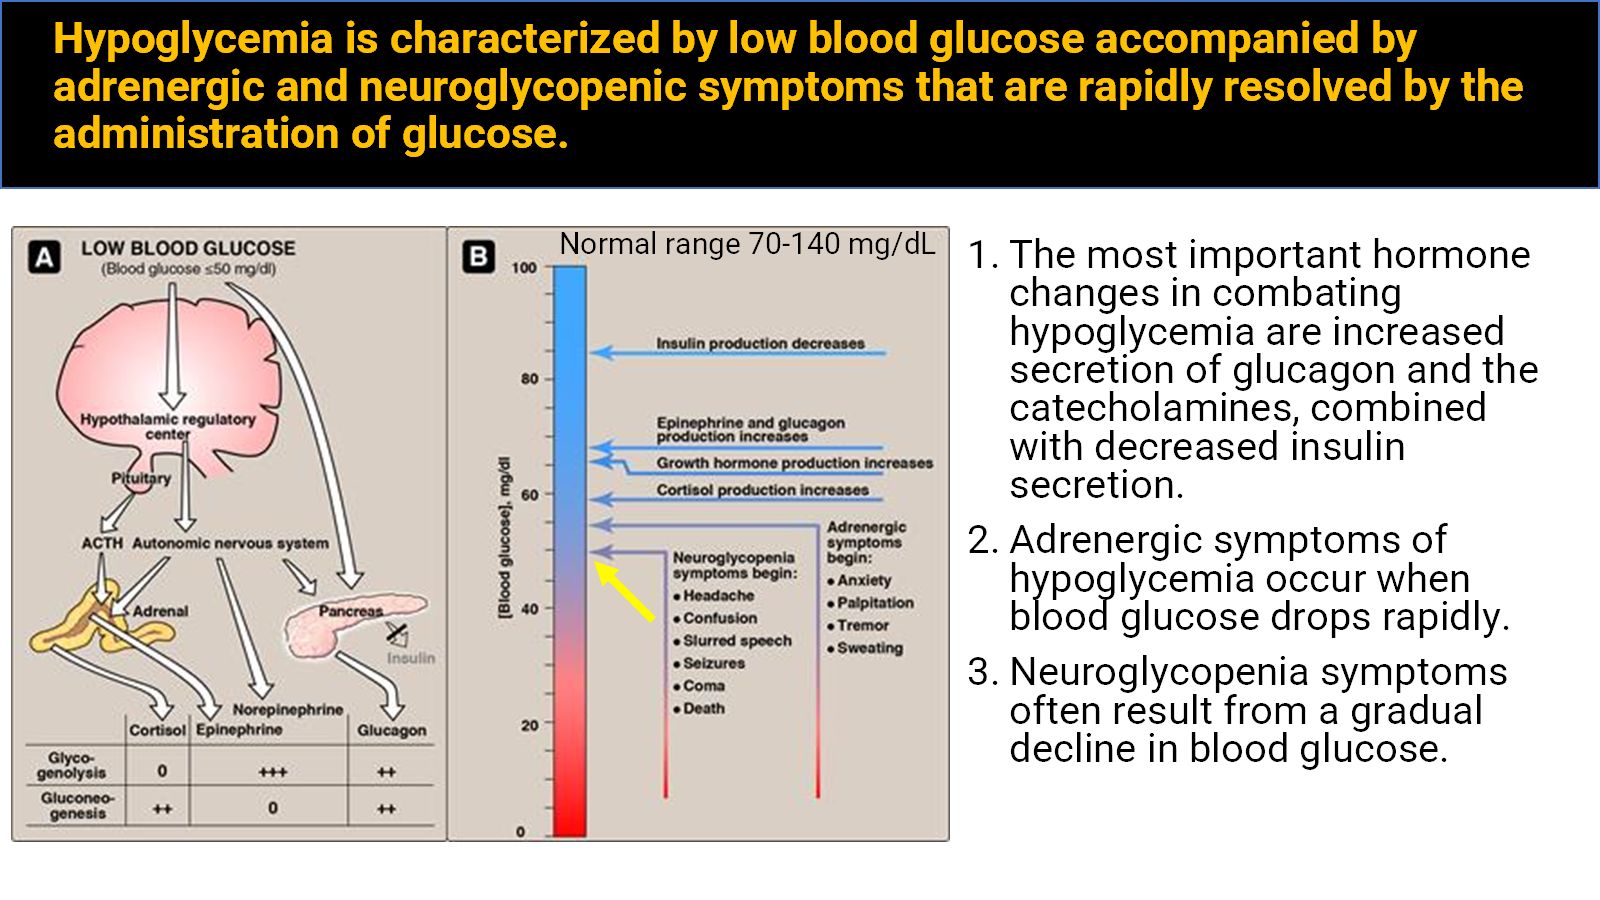 Hypoglycemia is characterized by low blood glucose accompanied by
adrenergic and neuroglycopenic symptoms that are rapidly resolved by the
administration of glucose.
A
LOW BLOOD GLUCOSE
(Blood glucose ≤50 mg/dl)
Hypothalamic regulatory
center
Pituitary
ACTH Autonomic nervous system
Adrenal
Pancreas
Insulin
Norepinephrine
Cortisol Epinephrine Glucagon
Glyco-
genolysis 0 +++ ++
Gluconeo-
genesis ++ 0 ++
B
Normal range 70-140 mg/dL
[Blood glucose], mg/dl
100
80
60
40
20
0
Insulin production decreases
Epinephrine and glucagon
production increases
Growth hormone production increases
Cortisol production increases
Adrenergic
symptoms
begin:
• Anxiety
• Palpitation
• Tremor
• Sweating
Neuroglycopenia
symptoms begin:
• Headache
• Confusion
• Slurred speech
• Seizures
• Coma
• Death
1. The most important hormone
changes in combating
hypoglycemia are increased
secretion of glucagon and the
catecholamines, combined
with decreased insulin
secretion.
2. Adrenergic symptoms of
hypoglycemia occur when
blood glucose drops rapidly.
3. Neuroglycopenia symptoms
often result from a gradual
decline in blood glucose.